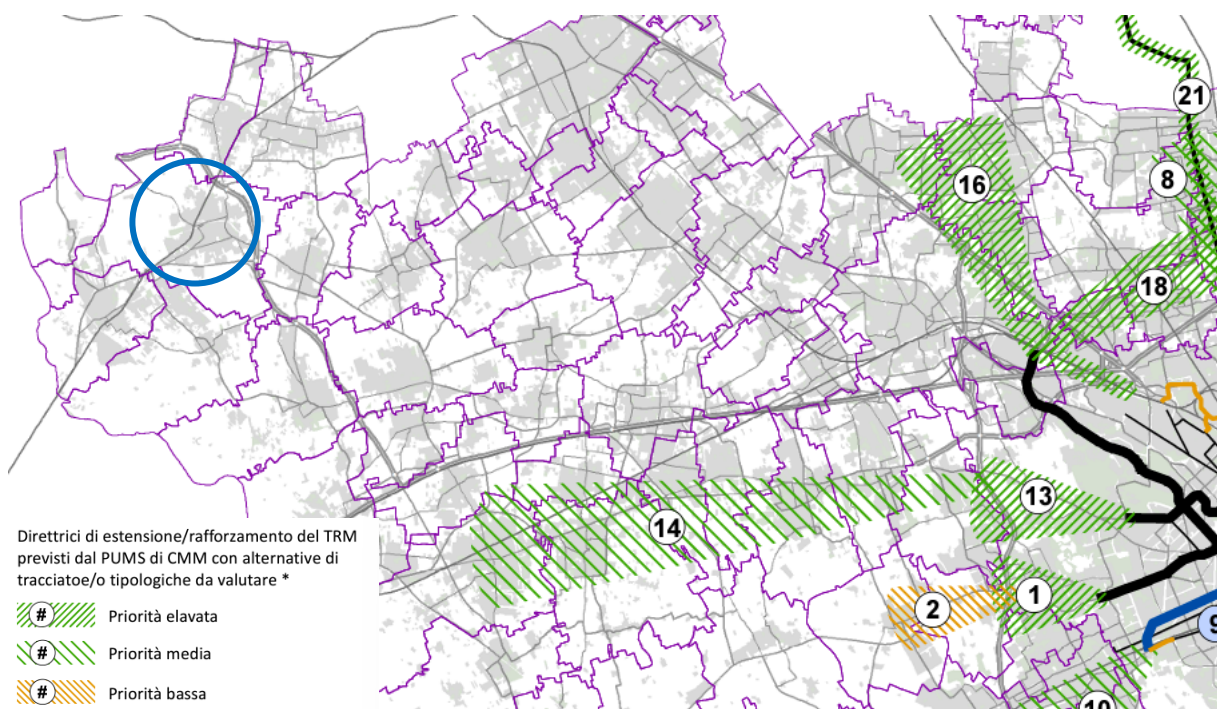 21
8
16
18
13
14
1
2
9
10
Direttrici di estensione/rafforzamento del TRM
previsti dal PUMS di CMM con alternative di
tracciatoe/o tipologiche da valutare *
# Priorità elavata
# Priorità media
# Priorità bassa